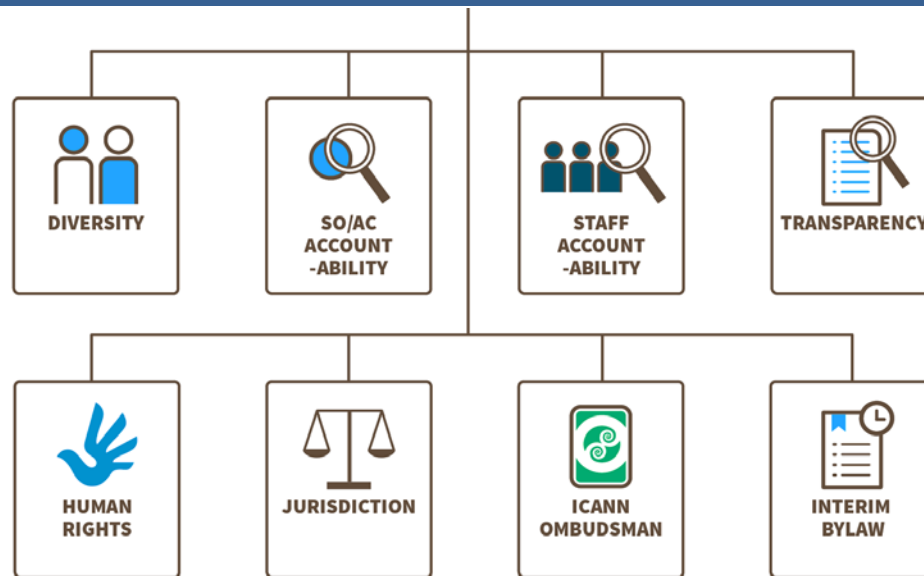 DIVERSITY
SO/AC
ACCOUNT
-ABILITY
STAFF
ACCOUNT
-ABILITY
TRANSPARENCY
HUMAN
RIGHTS
JURISDICTION
ICANN
OMBUDSMAN
INTERIM
BYLAW